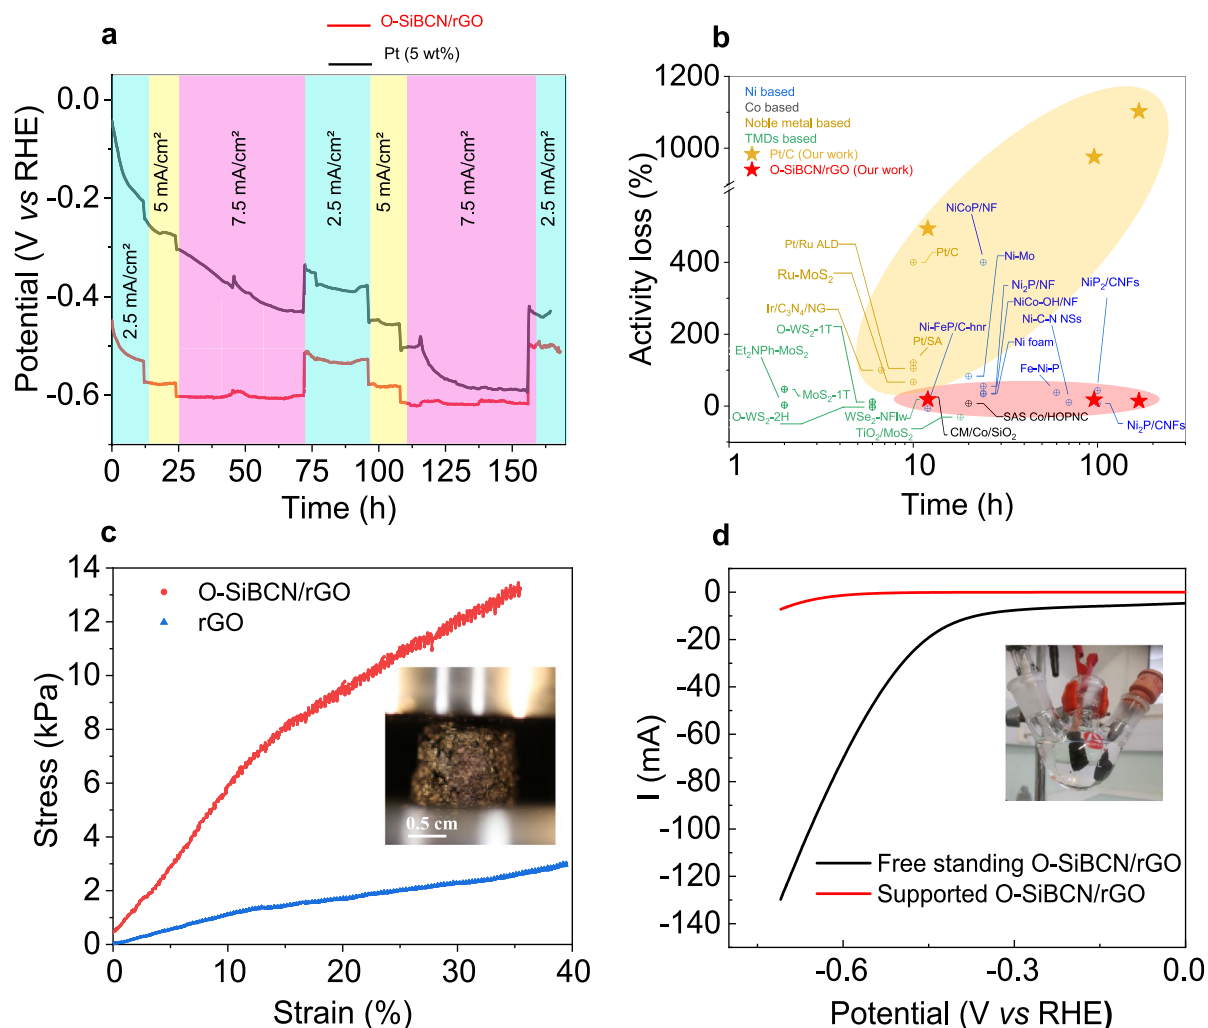 a
O-SiBCN/rGO
Pt (5 wt%)
0.0
-0.2
-0.4
-0.6
Potential (V vs RHE)
2.5 mA/cm²
5 mA/cm²
7.5 mA/cm²
2.5 mA/cm²
5 mA/cm²
7.5 mA/cm²
2.5 mA/cm²
0 25 50 75 100 125 150
Time (h)
b
1200
1000
400
200
0
Activity loss (%)
Ni based
Co based
Noble metal based
TMDs based
Pt/C (Our work)
O-SiBCN/rGO (Our work)
NiCoP/NF
Pt/Ru ALD
Pt/C
Ni-Mo
Ru-MoS₂
Ni₂P/NF
NiP₂/CNFs
NiCo-OH/NF
Ir/C₃N₄/NG
Ni-C-N NSs
O-WS₂-1T
Ni-FeP/C-hnr
Pt/SA
Ni foam
Et₂NPh-MoS₂
Fe-Ni-P
MoS₂-1T
O-WS₂-2H
WSe₂-NFlw
SAS Co/HOPNC
Ni₂P/CNFs
TiO₂/MoS₂
CM/Co/SiO₂
1 10 100
Time (h)
c
14
12
10
8
6
4
2
0
Stress (kPa)
O-SiBCN/rGO
rGO
0.5 cm
0 10 20 30 40
Strain (%)
d
0
-20
-40
-60
-80
-100
-120
-140
I (mA)
Free standing O-SiBCN/rGO
Supported O-SiBCN/rGO
-0.6 -0.3 0.0
Potential (V vs RHE)